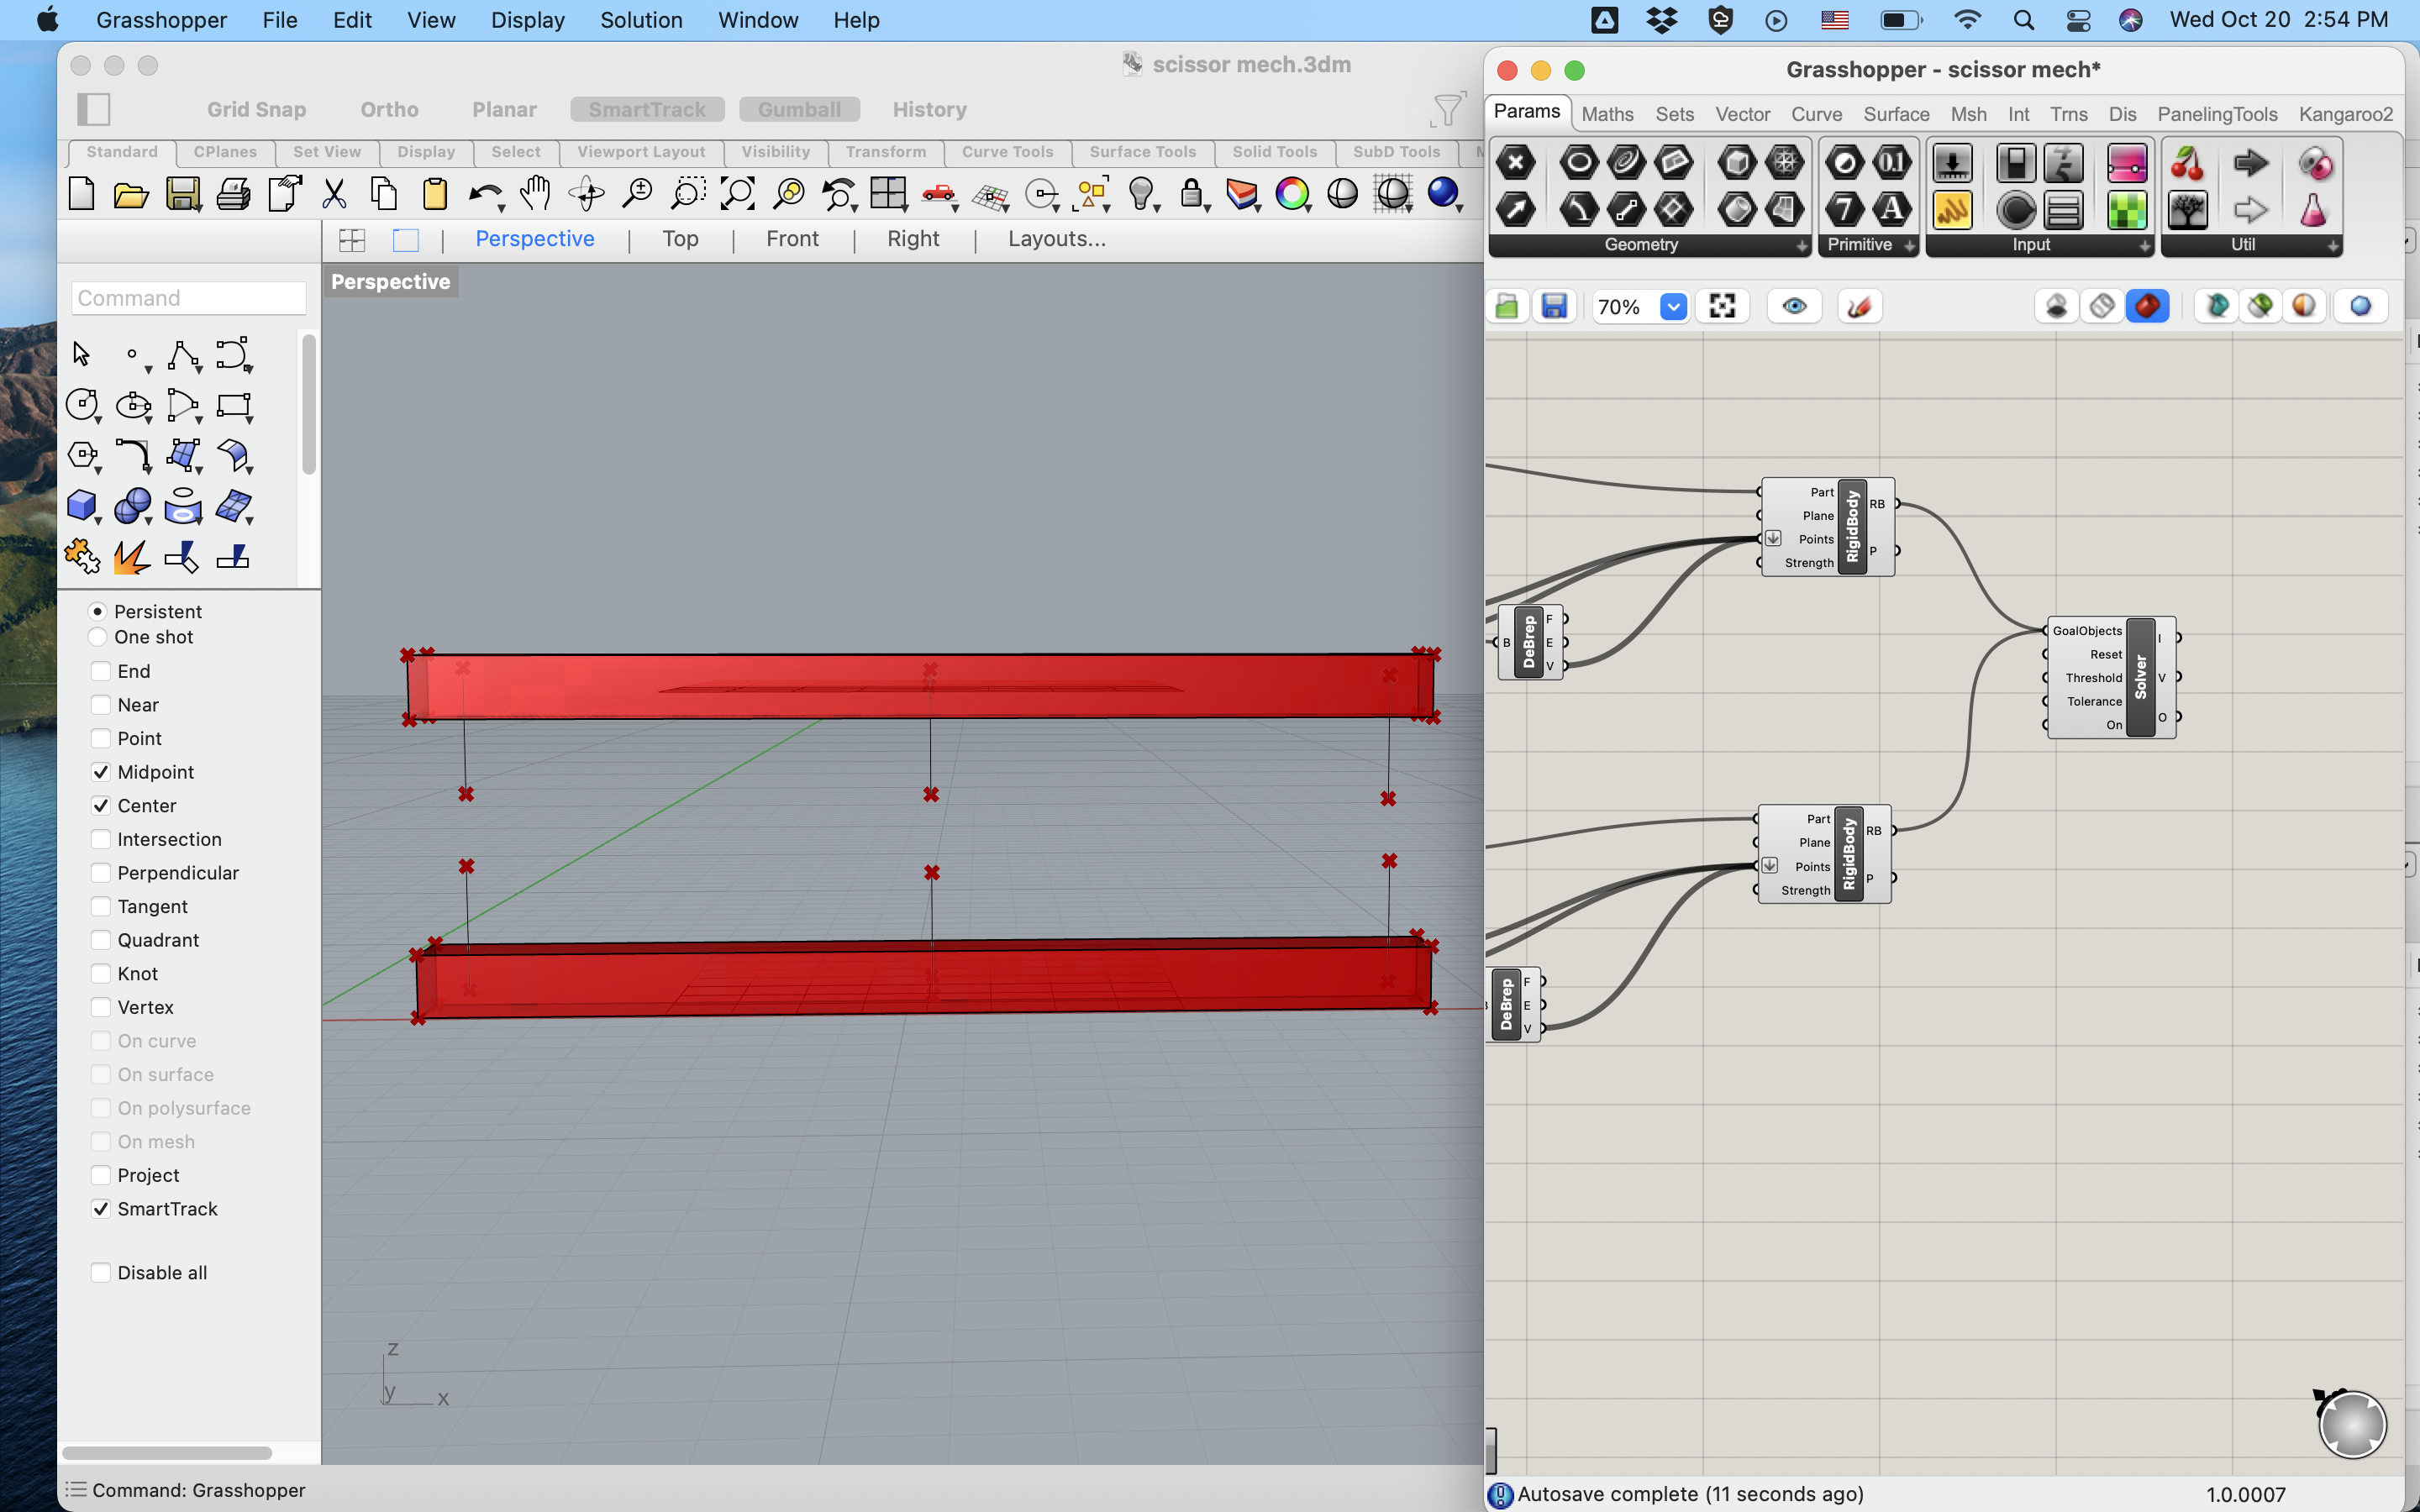 Grasshopper File Edit View Display Solution Window Help
Wed Oct 20 2:54 PM
scissor mech.3dm
Grid Snap Ortho Planar SmartTrack Gumball History
Standard CPlanes Set View Display Select Viewport Layout Visibility Transform Curve Tools Surface Tools Solid Tools SubD Tools
Perspective Top Front Right Layouts...
Perspective
Command
Persistent
One shot
End
Near
Point
Midpoint
Center
Intersection
Perpendicular
Tangent
Quadrant
Knot
Vertex
On curve
On surface
On polysurface
On mesh
Project
SmartTrack
Disable all
z
y
x
Command: Grasshopper
Grasshopper - scissor mech*
Params Maths Sets Vector Curve Surface Msh Int Trns Dis PanelingTools Kangaroo2
0.1
7 A
Geometry Primitive Input Util
70%
Part
Plane
Points
Strength
RigidBody
RB
P
B
DeBrep
F
E
V
GoalObjects
Reset
Threshold
Tolerance
On
Solver
I
V
O
Part
Plane
Points
Strength
RigidBody
RB
P
DeBrep
F
E
V
Autosave complete (11 seconds ago)
1.0.0007